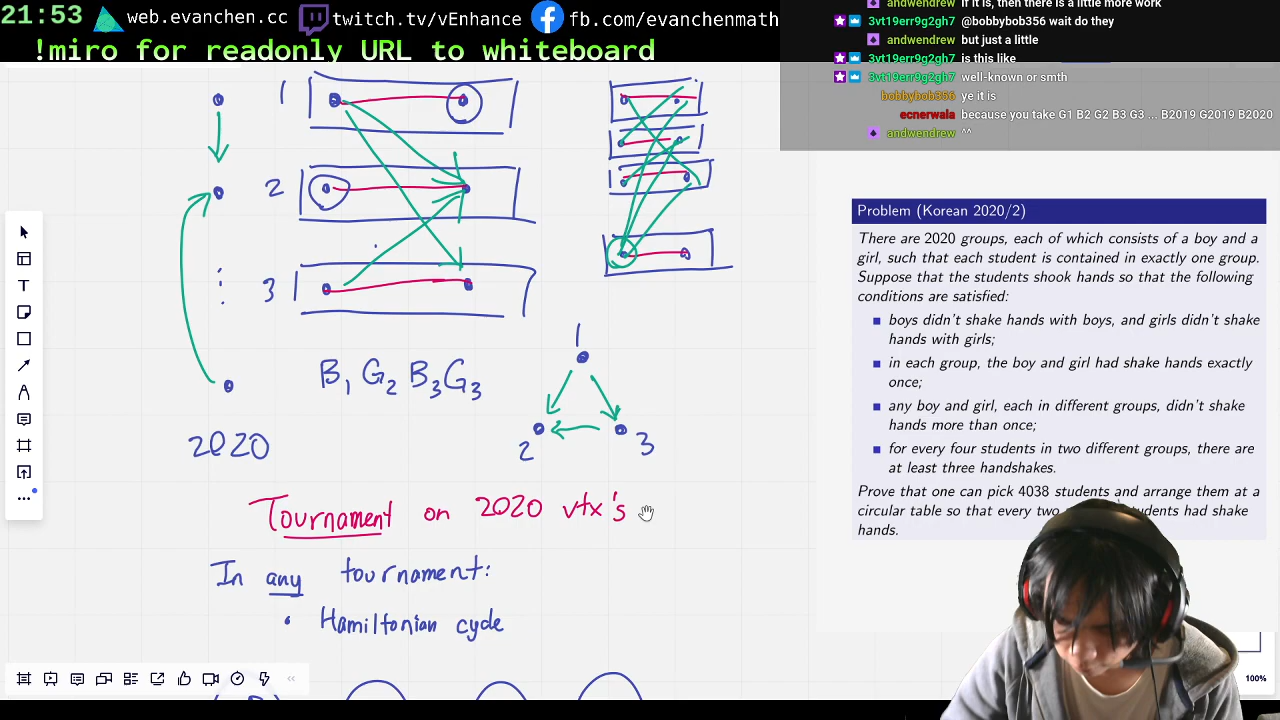 21:53 web.evanchen.cc twitch.tv/vEnhance fb.com/evanchenmath
!miro for readonly URL to whiteboard
if it is, then there is a little more work
3vt19err9g2gh7 @bobbybob356 wait do they
andwendrew but just a little
3vt19err9g2gh7 is this like
3vt19err9g2gh7 well-known or smth
bobbybob356 ye it is
ecnerwala because you take G1 B2 G2 B3 G3 ... B2019 G2019 B2020
andwendrew ^^
1
2
3
2020
B1 G2 B3 G3
1
2
3
Tournament on 2020 vtx's
In any tournament:
• Hamiltonian cycle
Problem (Korean 2020/2)
There are 2020 groups, each of which consists of a boy and a
girl, such that each student is contained in exactly one group.
Suppose that the students shook hands so that the following
conditions are satisfied:
boys didn't shake hands with boys, and girls didn't shake
hands with girls;
in each group, the boy and girl had shake hands exactly
once;
any boy and girl, each in different groups, didn't shake
hands more than once;
for every four students in two different groups, there are
at least three handshakes.
Prove that one can pick 4038 students and arrange them at a
circular table so that every two students had shake
hands.
100%